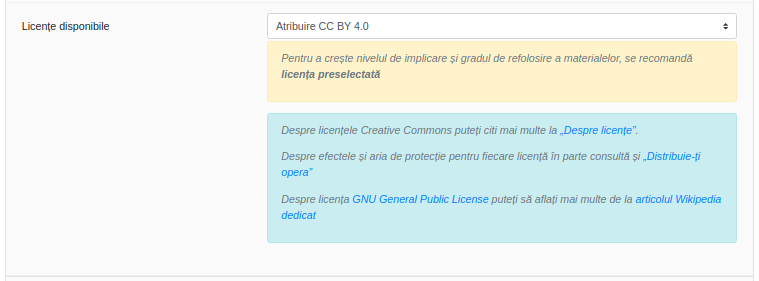 Licențe disponibile
Atribuire CC BY 4.0
Pentru a crește nivelul de implicare și gradul de refolosire a materialelor, se recomandă
licența preselectată
Despre licențele Creative Commons puteți citi mai multe la „Despre licențe”.
Despre efectele și aria de protecție pentru fiecare licență în parte consultă și „Distribuie-ți
opera”
Despre licența GNU General Public License puteți să aflați mai multe de la articolul Wikipedia
dedicat